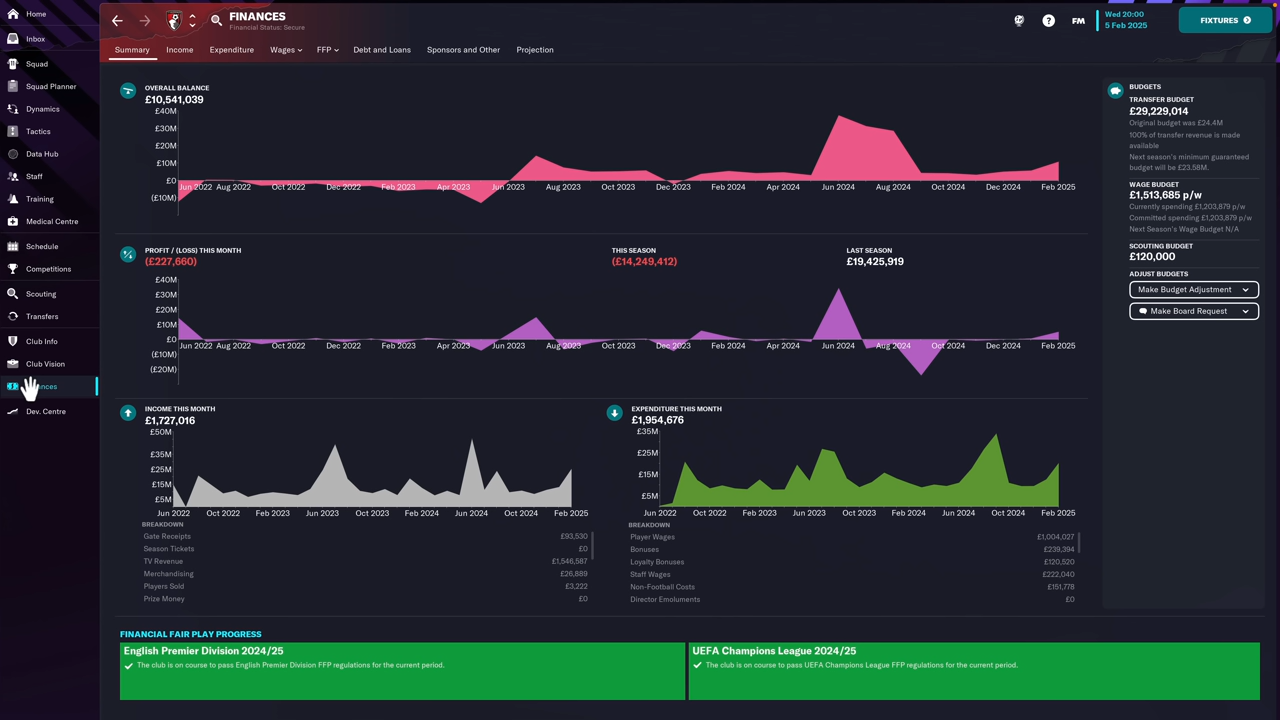 Home
Inbox
Squad
Squad Planner
Dynamics
Tactics
Data Hub
Staff
Training
Medical Centre
Schedule
Competitions
Scouting
Transfers
Club Info
Club Vision
Dev. Centre
FINANCES
Financial Status: Secure
FM
Wed 20:00
5 Feb 2025
FIXTURES
Summary
Income
Expenditure
Wages
FFP
Debt and Loans
Sponsors and Other
Projection
OVERALL BALANCE
£10,541,039
£40M
£30M
£20M
£10M
£0
(£10M)
Jun 2022 Aug 2022 Oct 2022 Dec 2022 Feb 2023 Apr 2023 Jun 2023 Aug 2023 Oct 2023 Dec 2023 Feb 2024 Apr 2024 Jun 2024 Aug 2024 Oct 2024 Dec 2024 Feb 2025
PROFIT / (LOSS) THIS MONTH
(£227,660)
THIS SEASON
(£14,249,412)
LAST SEASON
£19,425,919
£40M
£30M
£20M
£10M
£0
(£10M)
(£20M)
Jun 2022 Aug 2022 Oct 2022 Dec 2022 Feb 2023 Apr 2023 Jun 2023 Aug 2023 Oct 2023 Dec 2023 Feb 2024 Apr 2024 Jun 2024 Aug 2024 Oct 2024 Dec 2024 Feb 2025
INCOME THIS MONTH
£1,727,016
£50M
£35M
£25M
£15M
£5M
Jun 2022 Oct 2022 Feb 2023 Jun 2023 Oct 2023 Feb 2024 Jun 2024 Oct 2024 Feb 2025
BREAKDOWN
Gate Receipts £93,530
Season Tickets £0
TV Revenue £1,546,587
Merchandising £26,889
Players Sold £3,222
Prize Money £0
EXPENDITURE THIS MONTH
£1,954,676
£35M
£25M
£15M
£5M
Jun 2022 Oct 2022 Feb 2023 Jun 2023 Oct 2023 Feb 2024 Jun 2024 Oct 2024 Feb 2025
BREAKDOWN
Player Wages £1,004,027
Bonuses £239,394
Loyalty Bonuses £120,520
Staff Wages £222,040
Non-Football Costs £151,778
Director Emoluments £0
BUDGETS
TRANSFER BUDGET
£29,229,014
Original budget was £24.4M
100% of transfer revenue is made
available
Next season's minimum guaranteed
budget will be £23.58M.
WAGE BUDGET
£1,513,685 p/w
Currently spending £1,203,879 p/w
Committed spending £1,203,879 p/w
Next Season's Wage Budget N/A
SCOUTING BUDGET
£120,000
ADJUST BUDGETS
Make Budget Adjustment
Make Board Request
FINANCIAL FAIR PLAY PROGRESS
English Premier Division 2024/25
The club is on course to pass English Premier Division FFP regulations for the current period.
UEFA Champions League 2024/25
The club is on course to pass UEFA Champions League FFP regulations for the current period.